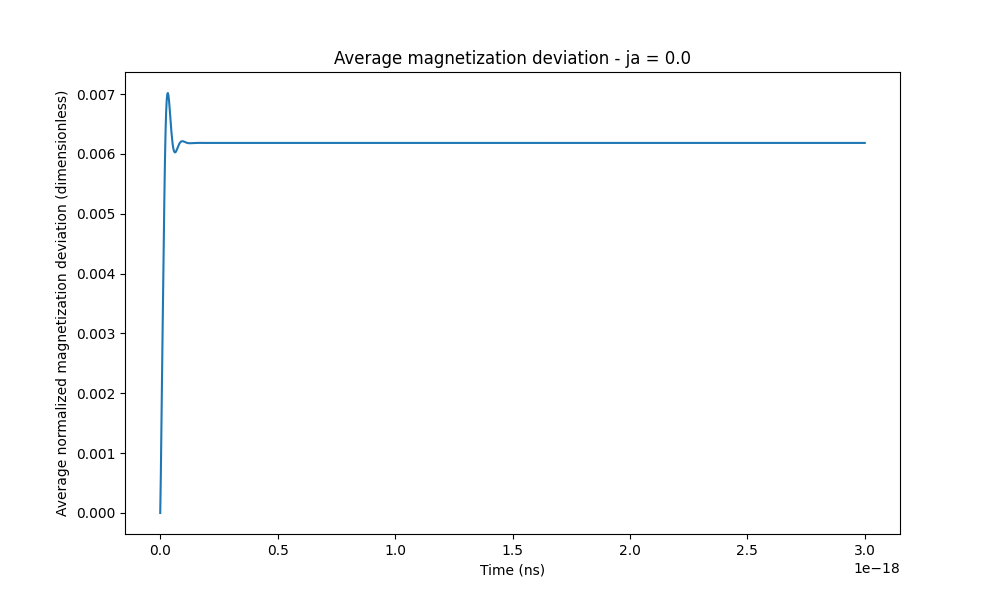 Average magnetization deviation - ja = 0.0
Average normalized magnetization deviation (dimensionless)
0.007
0.006
0.005
0.004
0.003
0.002
0.001
0.000
0.0 0.5 1.0 1.5 2.0 2.5 3.0
1e−18
Time (ns)